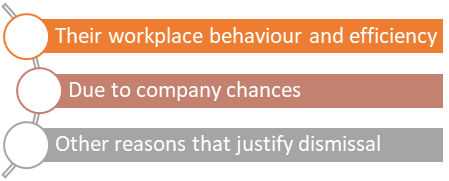 Their workplace behaviour and efficiency
Due to company chances
Other reasons that justify dismissal